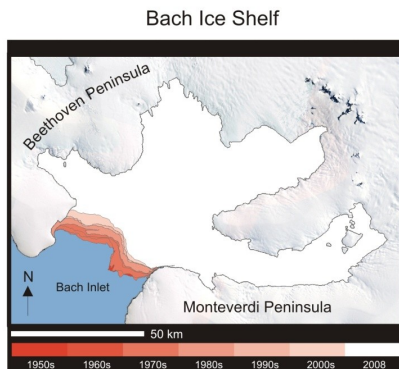 Bach Ice Shelf
Beethoven Peninsula
N
Bach Inlet
Monteverdi Peninsula
50 km
1950s 1960s 1970s 1980s 1990s 2000s 2008